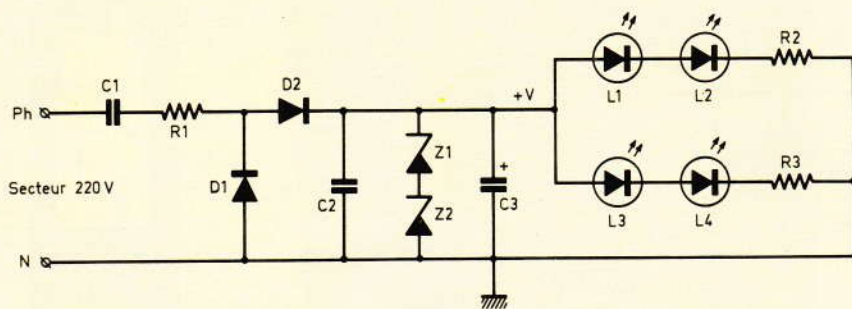 Ph
C1
R1
D2
D1
C2
Z1
Z2
+
C3
+V
L1
L2
R2
L3
L4
R3
Secteur 220 V
N